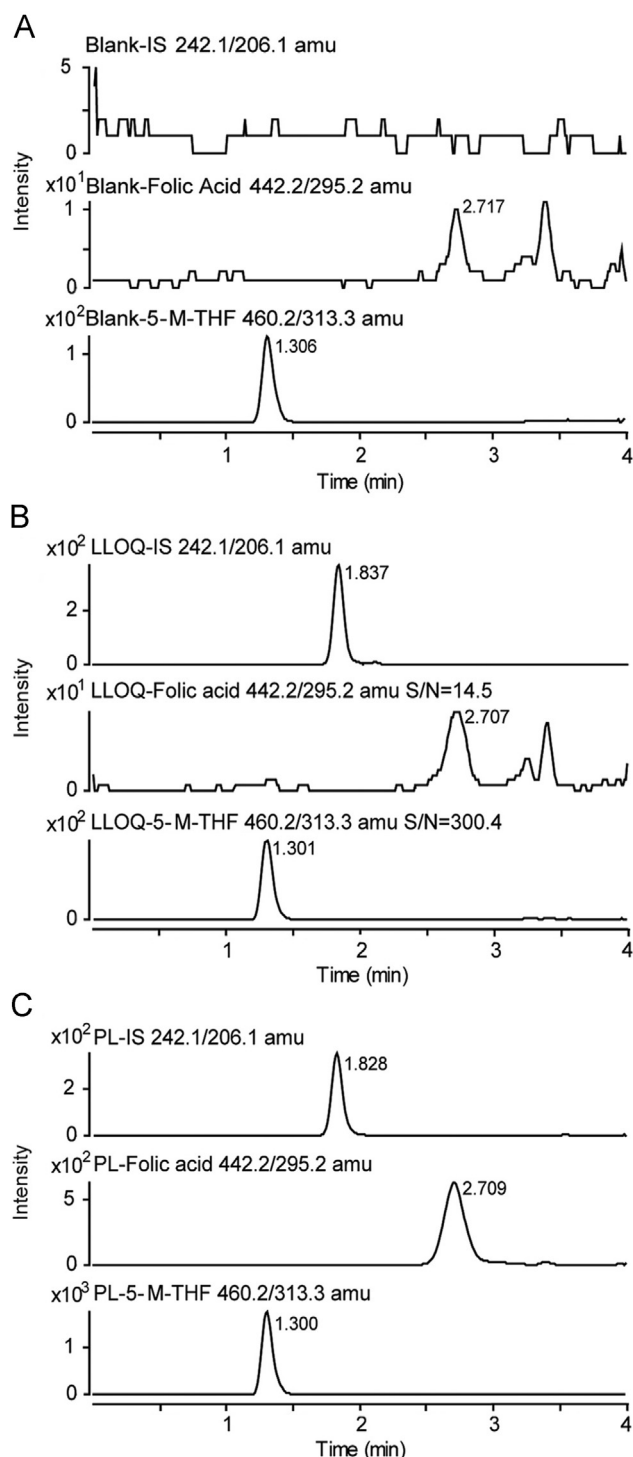 A
Blank-IS 242.1/206.1 amu
5
0
Intensity
x10¹ Blank-Folic Acid 442.2/295.2 amu
2.717
1
0
x10² Blank-5-M-THF 460.2/313.3 amu
1.306
1
0
1 2 3 4
Time (min)
B
x10² LLOQ-IS 242.1/206.1 amu
1.837
2
0
Intensity
x10¹ LLOQ-Folic acid 442.2/295.2 amu S/N=14.5
2.707
0
x10² LLOQ-5-M-THF 460.2/313.3 amu S/N=300.4
1.301
0
1 2 3 4
Time (min)
C
x10² PL-IS 242.1/206.1 amu
1.828
2
0
Intensity
x10² PL-Folic acid 442.2/295.2 amu
2.709
5
0
x10³ PL-5-M-THF 460.2/313.3 amu
1.300
1
0
1 2 3 4
Time (min)